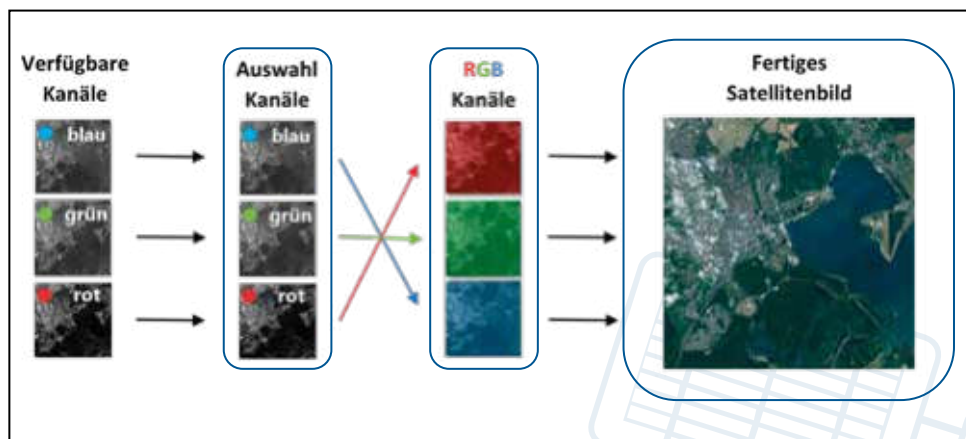 Verfügbare
Kanäle
blau
grün
rot
Auswahl
Kanäle
blau
grün
rot
RGB
Kanäle
Fertiges
Satellitenbild